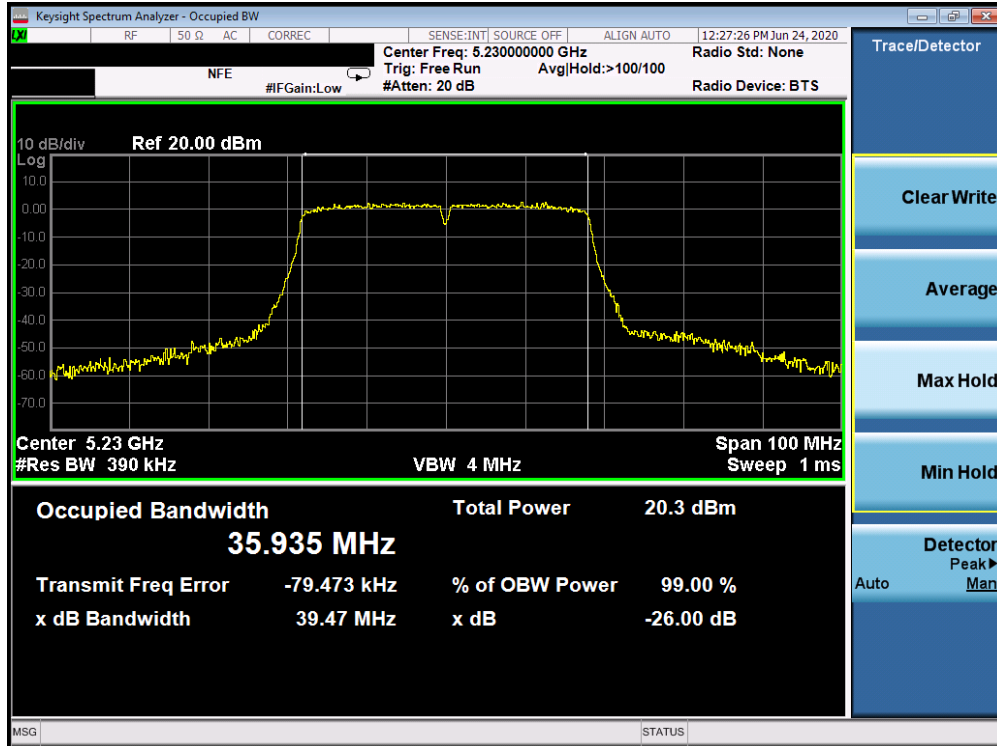 Keysight Spectrum Analyzer - Occupied BW
LXI RF 50 Ω AC CORREC SENSE:INT SOURCE OFF ALIGN AUTO 12:27:26 PM Jun 24, 2020
Center Freq: 5.230000000 GHz Radio Std: None
NFE Trig: Free Run Avg|Hold:>100/100
#IFGain:Low #Atten: 20 dB Radio Device: BTS
10 dB/div Ref 20.00 dBm
Log
10.0
0.00
-10.0
-20.0
-30.0
-40.0
-50.0
-60.0
-70.0
Center 5.23 GHz Span 100 MHz
#Res BW 390 kHz VBW 4 MHz Sweep 1 ms
Occupied Bandwidth Total Power 20.3 dBm
35.935 MHz
Transmit Freq Error -79.473 kHz % of OBW Power 99.00 %
x dB Bandwidth 39.47 MHz x dB -26.00 dB
MSG STATUS
Trace/Detector
Clear Write
Average
Max Hold
Min Hold
Detector
Peak▶
Auto Man